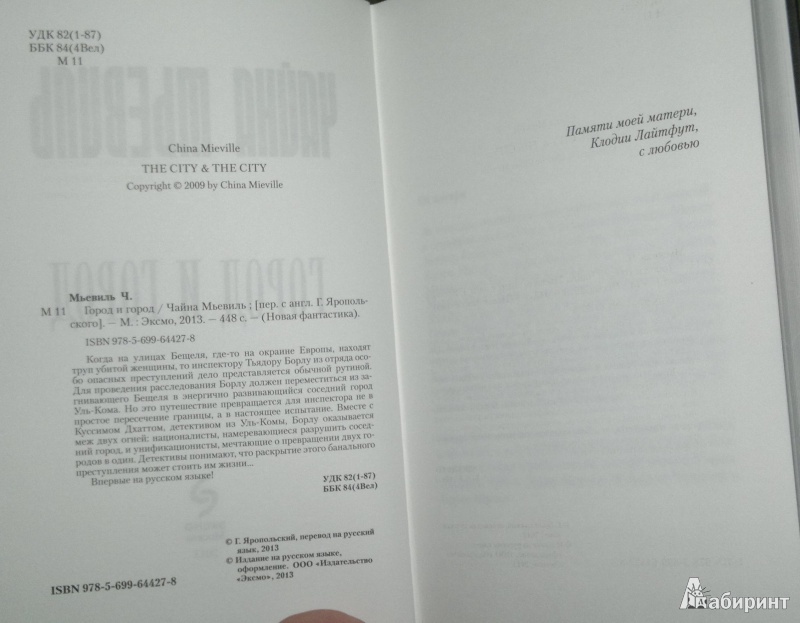 УДК 82(1-87)
ББК 84(4Вел)
М 11
China Mieville
THE CITY & THE CITY
Copyright © 2009 by China Mieville
Мьевиль Ч.
М 11 Город и город / Чайна Мьевиль ; [пер. с англ. Г. Ярополь-
ского]. — М. : Эксмо, 2013. — 448 с. — (Новая фантастика).
ISBN 978-5-699-64427-8
Когда на улицах Бещеля, где-то на окраине Европы, находят
труп убитой женщины, то инспектору Тьядору Борлу из отряда осо-
бо опасных преступлений дело представляется обычной рутиной.
Для проведения расследования Борлу должен переместиться из за-
гнивающего Бещеля в энергично развивающийся соседний город
Уль-Кома. Но это путешествие превращается для инспектора не в
простое пересечение границы, а в настоящее испытание. Вместе с
Куссимом Дхаттом, детективом из Уль-Комы, Борлу оказывается
меж двух огней: националисты, намеревающиеся разрушить сосед-
ний город, и унификационисты, мечтающие о превращении двух го-
родов в один. Детективы понимают, что раскрытие этого банального
преступления может стоить им жизни...
Впервые на русском языке!
УДК 82(1-87)
ББК 84(4Вел)
© Г. Яропольский, перевод на русский
язык, 2013
© Издание на русском языке,
оформление. ООО «Издательство
«Эксмо», 2013
ISBN 978-5-699-64427-8
Памяти моей матери,
Клодии Лайтфут,
с любовью
Лабиринт